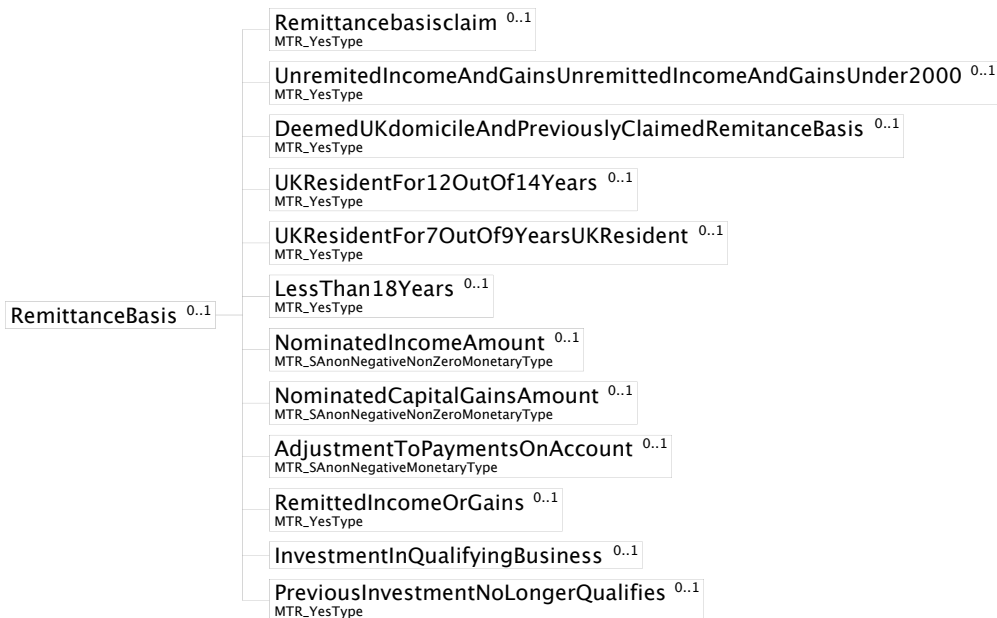 Remittancebasisclaim 0..1
MTR_YesType
UnremitedIncomeAndGainsUnremittedIncomeAndGainsUnder2000 0..1
MTR_YesType
DeemedUKdomicileAndPreviouslyClaimedRemitanceBasis 0..1
MTR_YesType
UKResidentFor12OutOf14Years 0..1
MTR_YesType
UKResidentFor7OutOf9YearsUKResident 0..1
MTR_YesType
LessThan18Years 0..1
MTR_YesType
RemittanceBasis 0..1
NominatedIncomeAmount 0..1
MTR_SAnonNegativeNonZeroMonetaryType
NominatedCapitalGainsAmount 0..1
MTR_SAnonNegativeNonZeroMonetaryType
AdjustmentToPaymentsOnAccount 0..1
MTR_SAnonNegativeMonetaryType
RemittedIncomeOrGains 0..1
MTR_YesType
InvestmentInQualifyingBusiness 0..1
PreviousInvestmentNoLongerQualifies 0..1
MTR_YesType